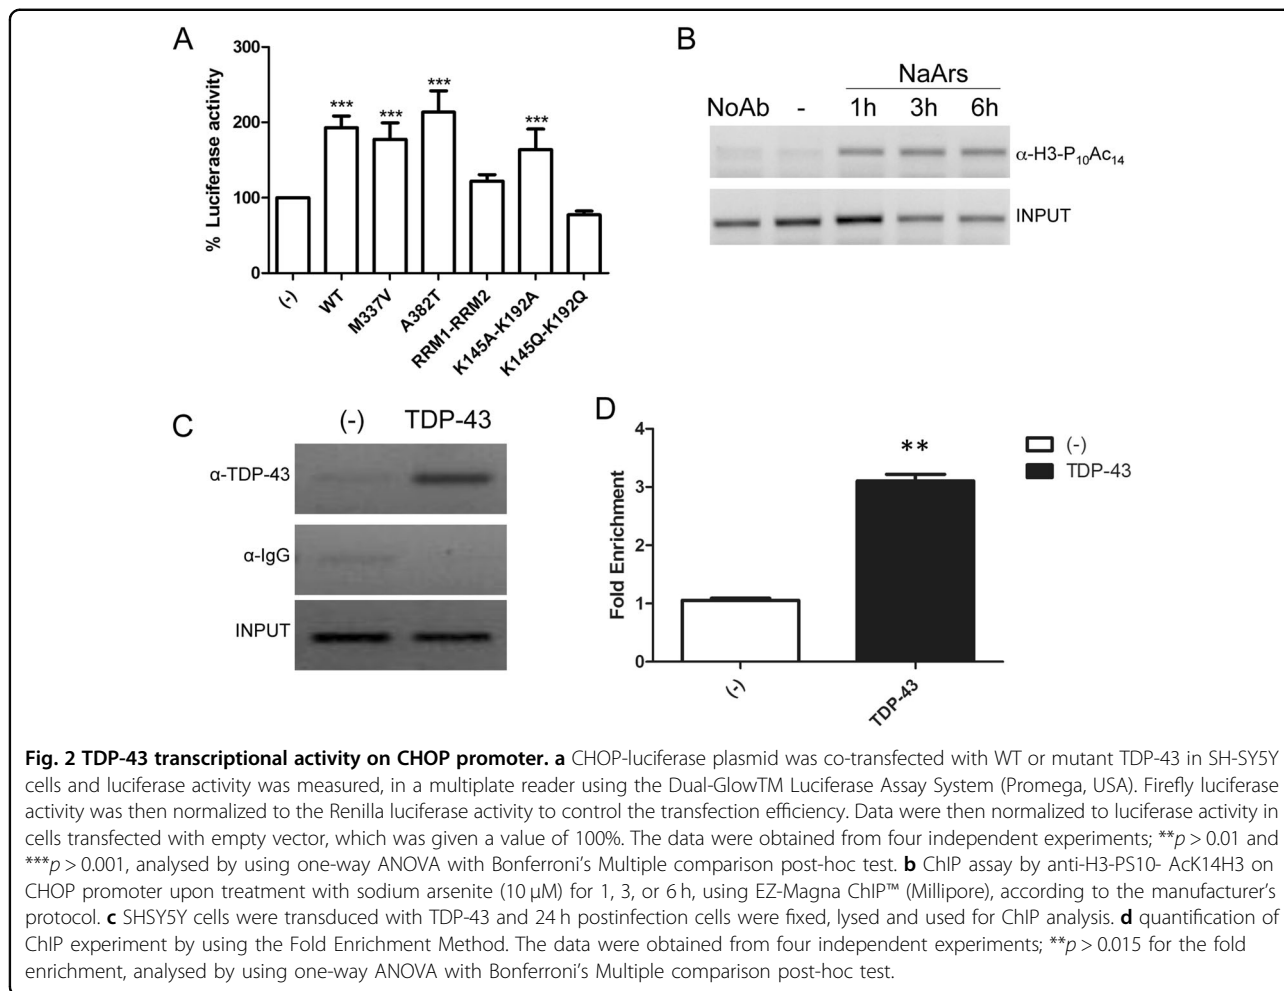 A
300
200
100
0
% Luciferase activity
***
***
***
***
(-)
WT
M337V
A382T
RRM1-RRM2
K145A-K192A
K145Q-K192Q
B
NaArs
NoAb - 1h 3h 6h
α-H3-P10Ac14
INPUT
C
(-) TDP-43
α-TDP-43
α-IgG
INPUT
D
4
3
2
1
0
Fold Enrichment
**
(-)
TDP-43
(-)
TDP-43
Fig. 2 TDP-43 transcriptional activity on CHOP promoter. a CHOP-luciferase plasmid was co-transfected with WT or mutant TDP-43 in SH-SY5Y
cells and luciferase activity was measured, in a multiplate reader using the Dual-GlowTM Luciferase Assay System (Promega, USA). Firefly luciferase
activity was then normalized to the Renilla luciferase activity to control the transfection efficiency. Data were then normalized to luciferase activity in
cells transfected with empty vector, which was given a value of 100%. The data were obtained from four independent experiments; **p > 0.01 and
***p > 0.001, analysed by using one-way ANOVA with Bonferroni's Multiple comparison post-hoc test. b ChIP assay by anti-H3-PS10- AcK14H3 on
CHOP promoter upon treatment with sodium arsenite (10 μM) for 1, 3, or 6 h, using EZ-Magna ChIP™ (Millipore), according to the manufacturer's
protocol. c SHSY5Y cells were transduced with TDP-43 and 24 h postinfection cells were fixed, lysed and used for ChIP analysis. d quantification of
ChIP experiment by using the Fold Enrichment Method. The data were obtained from four independent experiments; **p > 0.015 for the fold
enrichment, analysed by using one-way ANOVA with Bonferroni's Multiple comparison post-hoc test.